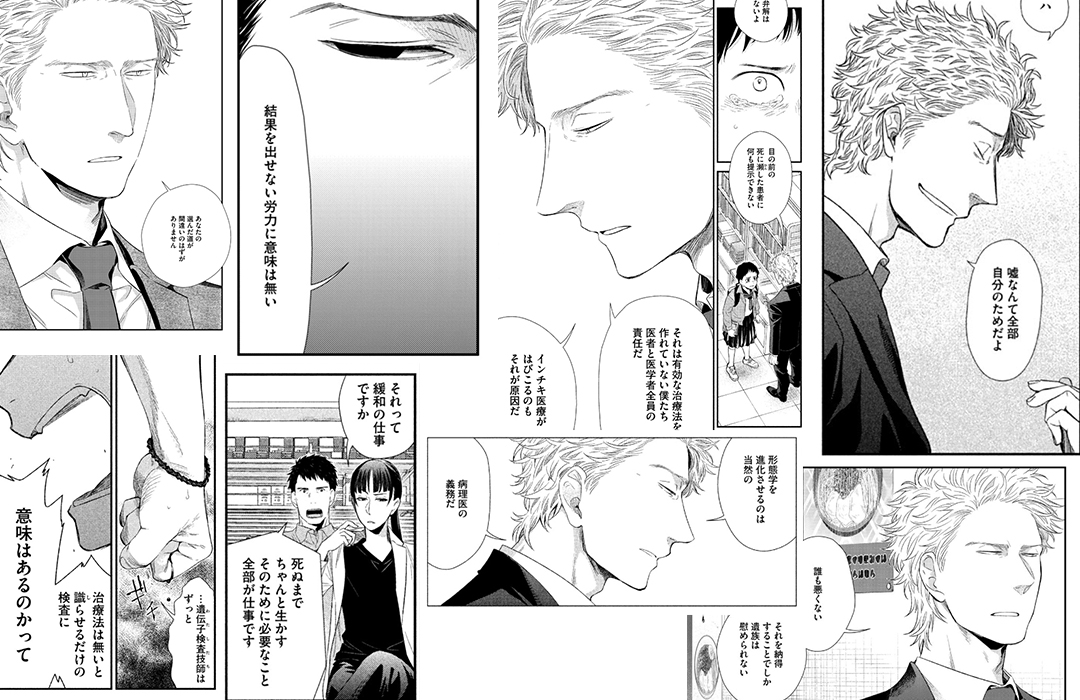 弁解は
ないよ
目の前の
死に瀕した患者に
何も提示できない
嘘なんて全部
自分のためだよ
それは有効な治療法を
作れていない僕たち
医者と医学者全員の
責任だ
インチキ医療が
はびこるのも
それが原因だ
結果を出せない労力に意味は無い
あなたの
選んだ道が
間違いのはずが
ありません
形態学を
進化させるのは
当然の
病理医の
義務だ
誰も悪くない
それを納得
することでしか
遺族は
慰められない
それって
緩和の仕事
ですか
死ぬまで
ちゃんと生かす
そのために必要なこと
全部が仕事です
…遺伝子検査技師は
ずっと
治療法は無いと
識らせるだけの
検査に
意味はあるのかって